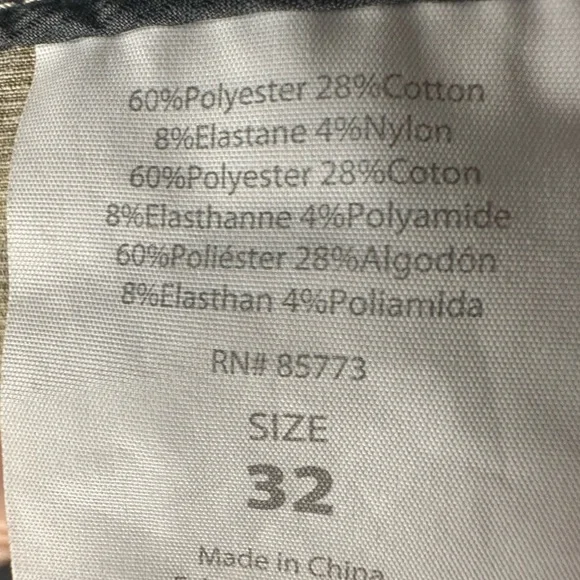 60%Polyester 28%Cotton
8%Elastane 4%Nylon
60%Polyester 28%Coton
8%Elasthanne 4%Polyamide
60%Poliéster 28%Algodón
8%Elasthan 4%Poliamida
RN# 85773
SIZE
32
Made in China